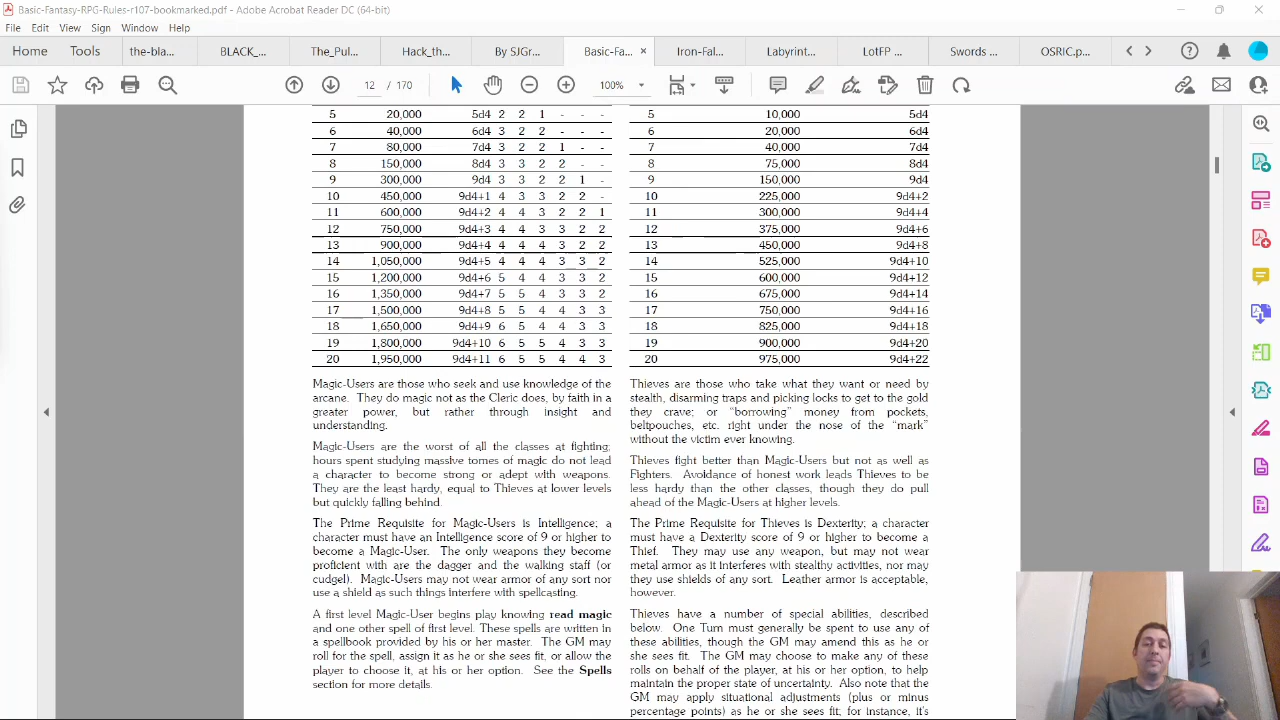 Basic-Fantasy-RPG-Rules-r107-bookmarked.pdf - Adobe Acrobat Reader DC (64-bit)
File Edit View Sign Window Help
Home Tools the-bla... BLACK_... The_Pul... Hack_th... By SJGr... Basic-Fa... × Iron-Fal... Labyrint... LotFP ... Swords ... OSRIC.p...
12 / 170 100%
5 20,000 5d4 2 2 1 - - -
6 40,000 6d4 3 2 2 - - -
7 80,000 7d4 3 2 2 1 - -
8 150,000 8d4 3 3 2 2 - -
9 300,000 9d4 3 3 2 2 1 -
10 450,000 9d4+1 4 3 3 2 2 -
11 600,000 9d4+2 4 4 3 2 2 1
12 750,000 9d4+3 4 4 3 3 2 2
13 900,000 9d4+4 4 4 4 3 2 2
14 1,050,000 9d4+5 4 4 4 3 3 2
15 1,200,000 9d4+6 5 4 4 3 3 2
16 1,350,000 9d4+7 5 5 4 3 3 2
17 1,500,000 9d4+8 5 5 4 4 3 3
18 1,650,000 9d4+9 6 5 4 4 3 3
19 1,800,000 9d4+10 6 5 5 4 3 3
20 1,950,000 9d4+11 6 5 5 4 4 3
Magic-Users are those who seek and use knowledge of the
arcane. They do magic not as the Cleric does, by faith in a
greater power, but rather through insight and
understanding.
Magic-Users are the worst of all the classes at fighting;
hours spent studying massive tomes of magic do not lead
a character to become strong or adept with weapons.
They are the least hardy, equal to Thieves at lower levels
but quickly falling behind.
The Prime Requisite for Magic-Users is Intelligence; a
character must have an Intelligence score of 9 or higher to
become a Magic-User. The only weapons they become
proficient with are the dagger and the walking staff (or
cudgel). Magic-Users may not wear armor of any sort nor
use a shield as such things interfere with spellcasting.
A first level Magic-User begins play knowing read magic
and one other spell of first level. These spells are written in
a spellbook provided by his or her master. The GM may
roll for the spell, assign it as he or she sees fit, or allow the
player to choose it, at his or her option. See the Spells
section for more details.
5 10,000 5d4
6 20,000 6d4
7 40,000 7d4
8 75,000 8d4
9 150,000 9d4
10 225,000 9d4+2
11 300,000 9d4+4
12 375,000 9d4+6
13 450,000 9d4+8
14 525,000 9d4+10
15 600,000 9d4+12
16 675,000 9d4+14
17 750,000 9d4+16
18 825,000 9d4+18
19 900,000 9d4+20
20 975,000 9d4+22
Thieves are those who take what they want or need by
stealth, disarming traps and picking locks to get to the gold
they crave; or “borrowing” money from pockets,
beltpouches, etc. right under the nose of the “mark”
without the victim ever knowing.
Thieves fight better than Magic-Users but not as well as
Fighters. Avoidance of honest work leads Thieves to be
less hardy than the other classes, though they do pull
ahead of the Magic-Users at higher levels.
The Prime Requisite for Thieves is Dexterity; a character
must have a Dexterity score of 9 or higher to become a
Thief. They may use any weapon, but may not wear
metal armor as it interferes with stealthy activities, nor may
they use shields of any sort. Leather armor is acceptable,
however.
Thieves have a number of special abilities, described
below. One Turn must generally be spent to use any of
these abilities, though the GM may amend this as he or
she sees fit. The GM may choose to make any of these
rolls on behalf of the player, at his or her option, to help
maintain the proper state of uncertainty. Also note that the
GM may apply situational adjustments (plus or minus
percentage points) as he or she sees fit; for instance, it's